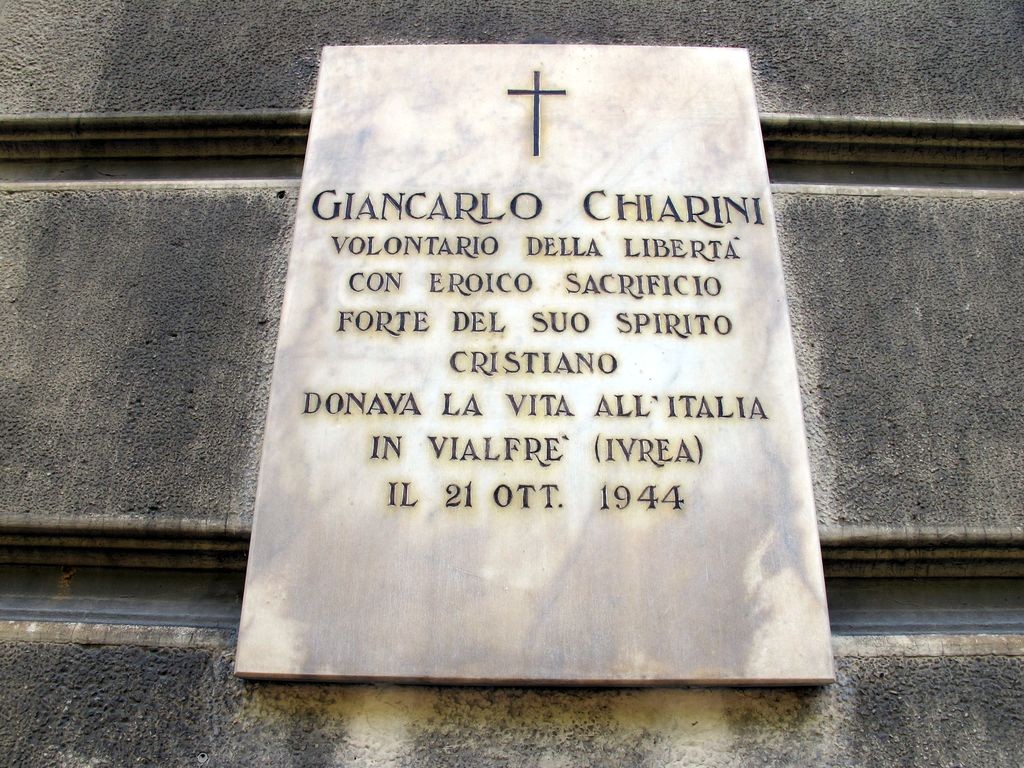 GIANCARLO CHIARINI
VOLONTARIO DELLA LIBERTÀ
CON EROICO SACRIFICIO
FORTE DEL SUO SPIRITO
CRISTIANO
DONAVA LA VITA ALL'ITALIA
IN VIALFRÈ (IVREA)
IL 21 OTT. 1944